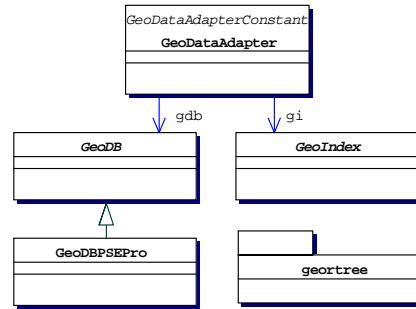 GeoDataAdapterConstant
GeoDataAdapter
gdb
gi
GeoDB
GeoIndex
GeoDBPSEPro
geortree